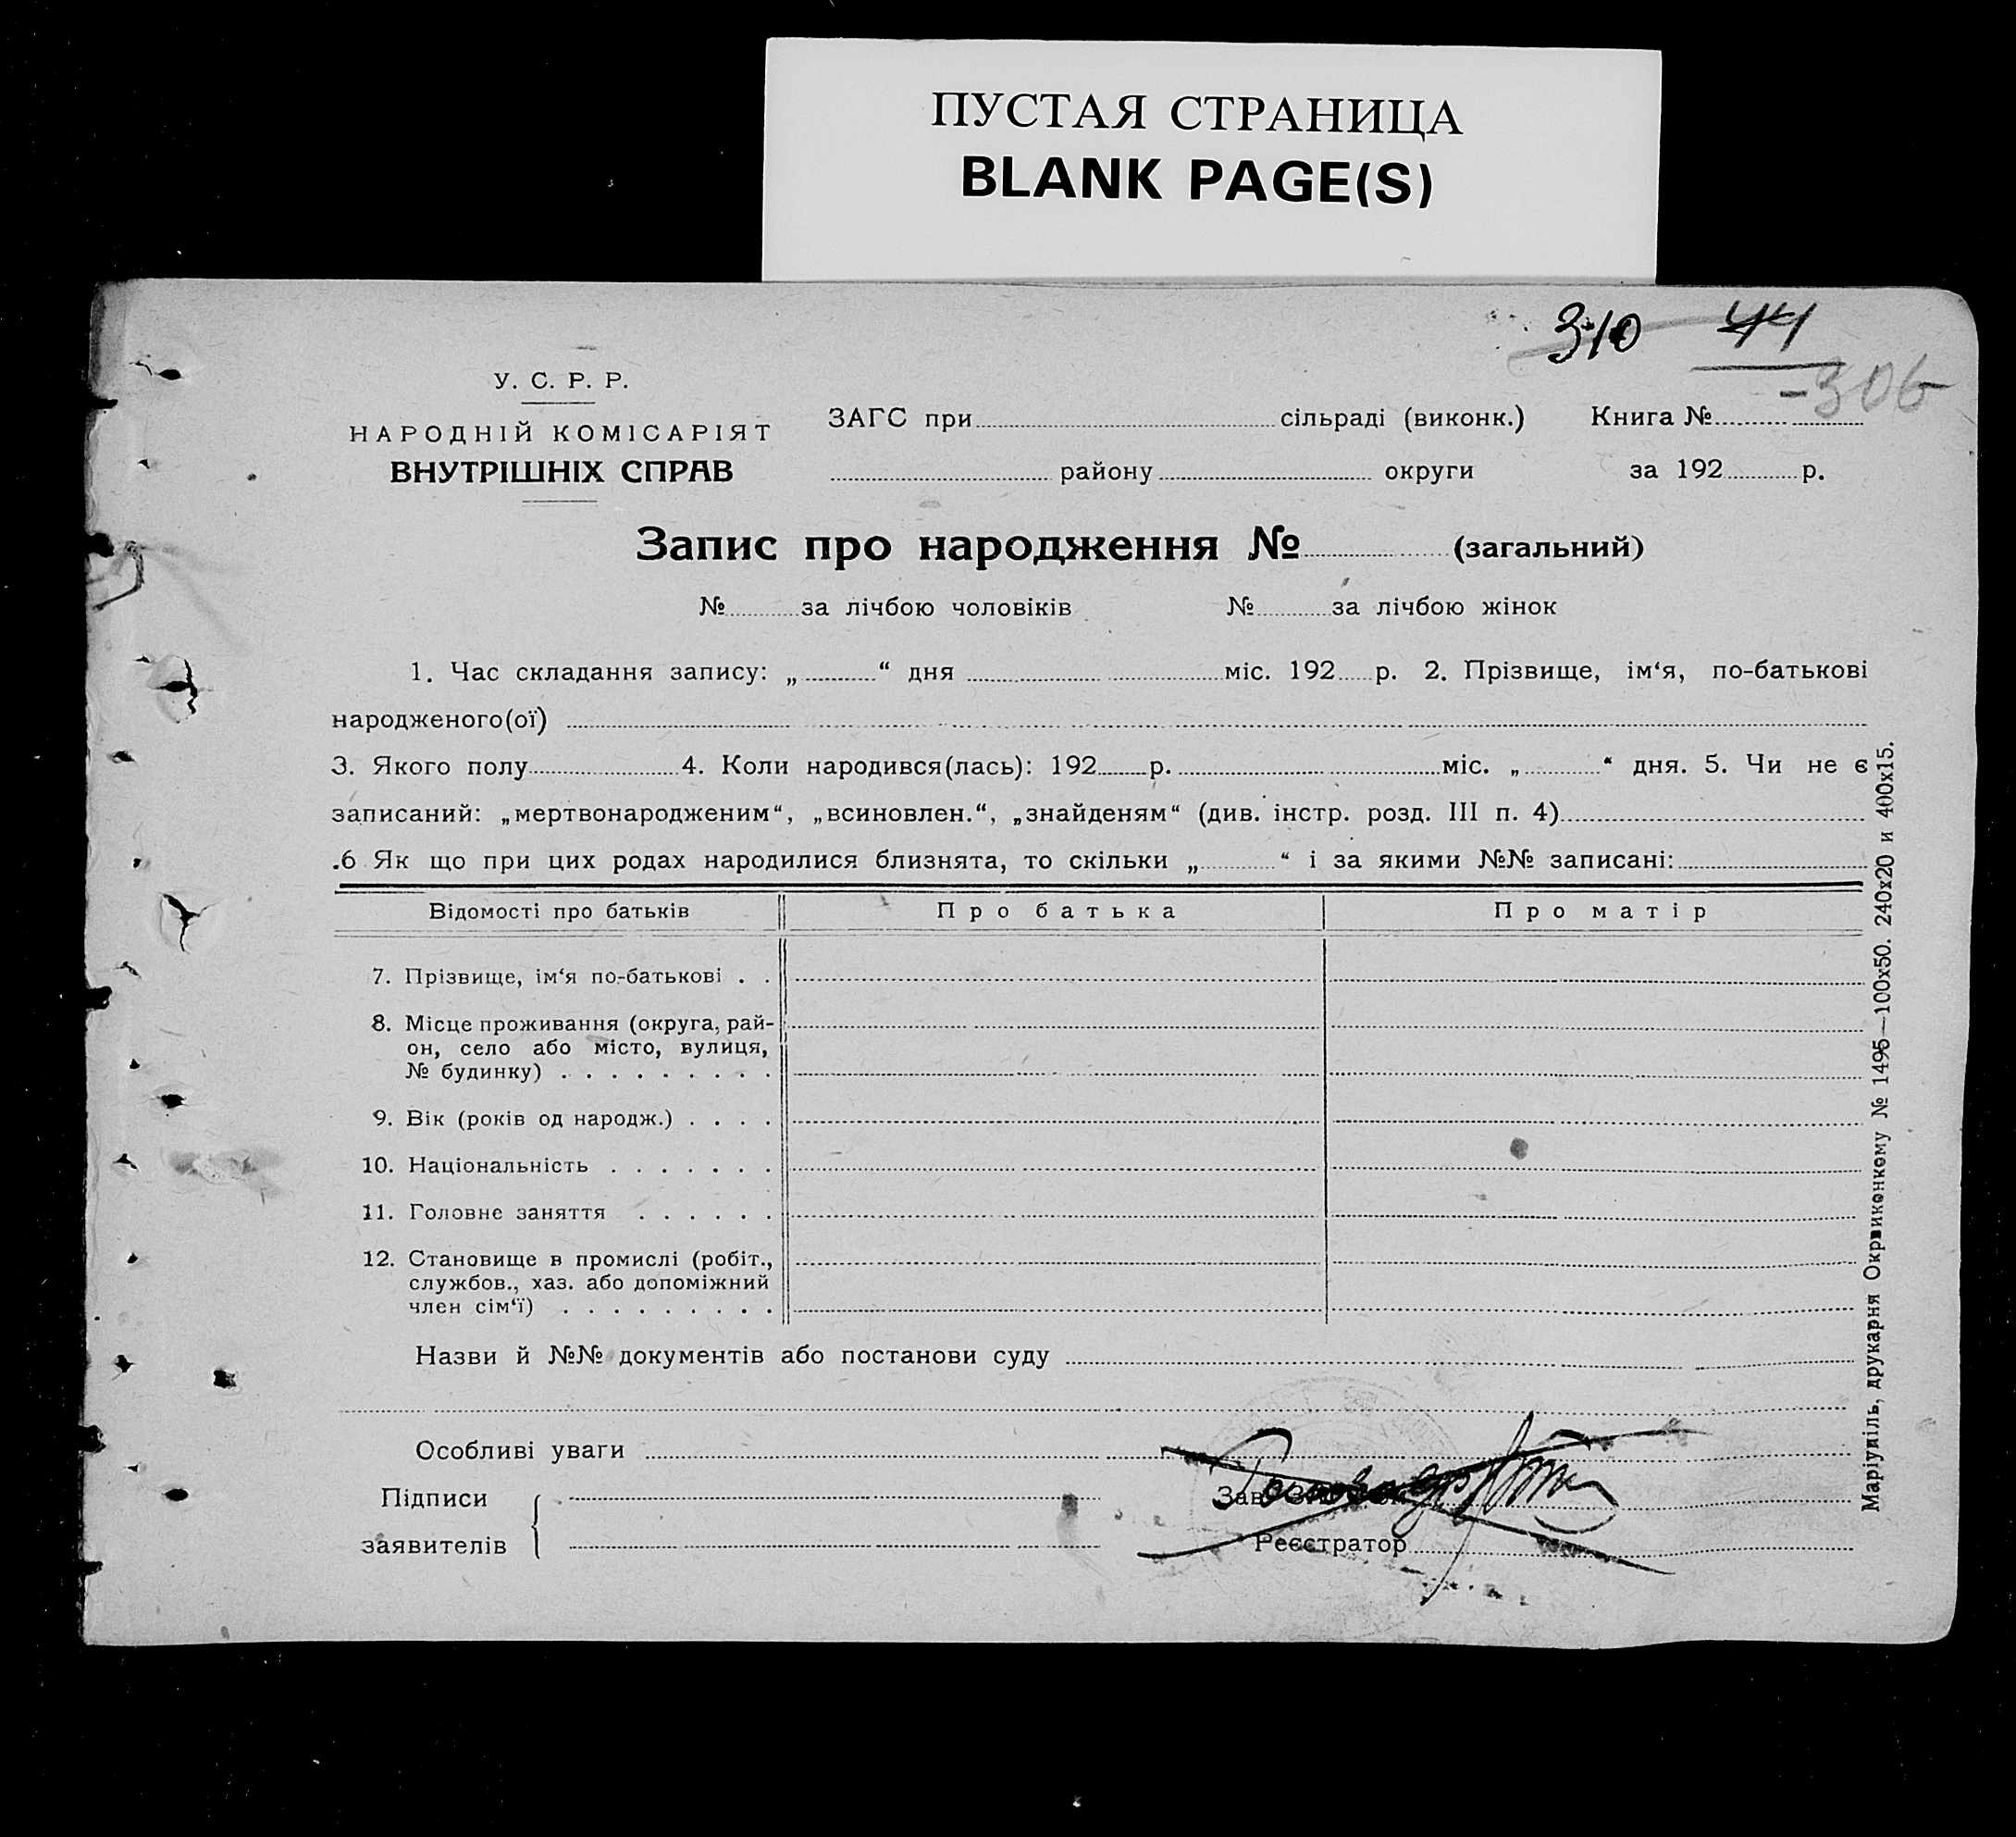 ПУСТАЯ СТРАНИЦА
BLANK PAGE(S)
310 44
306
У. С. Р. Р.
НАРОДНІЙ КОМІСАРІЯТ
ВНУТРІШНІХ СПРАВ
ЗАГС при сільраді (виконк.) Книга №
району округи за 192 р.
Запис про народження № (загальний)
№ за лічбою чоловіків № за лічбою жінок
1. Час складання запису: „ “ дня міс. 192 р. 2. Прізвище, ім‘я, по-батькові
народженого(ої)
3. Якого полу 4. Коли народився(лась): 192 р. міс. „ “ дня. 5. Чи не є
записаний: „мертвонародженим“, „всиновлен.“, „знайденям“ (див. інстр. розд. III п. 4)
.6 Як що при цих родах народилися близнята, то скільки „ “ і за якими №№ записані:
Відомості про батьків Про батька Про матір
7. Прізвище, ім‘я по-батькові . .
8. Місце проживання (округа, рай-
он, село або місто, вулиця,
№ будинку) . . . . . . . . .
9. Вік (років од народж.) . . . .
10. Національність . . . . . . .
11. Головне заняття . . . . . .
12. Становище в промислі (робіт.,
службов., хаз. або допоміжний
член сім‘ї) . . . . . . . . .
Назви й №№ документів або постанови суду
Особливі уваги
Підписи Зав.
заявителів Реєстратор
Маріупіль, друкарня Окрвиконкому № 1495—100x50. 240x20 и 400x15.